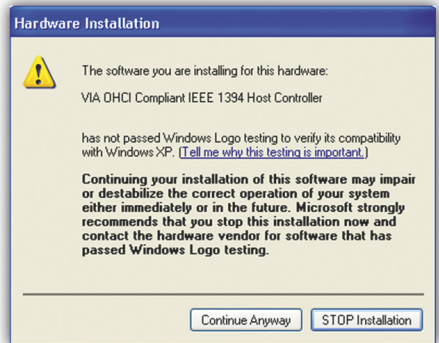 Hardware Installation
The software you are installing for this hardware:
VIA OHCI Compliant IEEE 1394 Host Controller
has not passed Windows Logo testing to verify its compatibility
with Windows XP. (Tell me why this testing is important.)
Continuing your installation of this software may impair
or destabilize the correct operation of your system
either immediately or in the future. Microsoft strongly
recommends that you stop this installation now and
contact the hardware vendor for software that has
passed Windows Logo testing.
Continue Anyway
STOP Installation